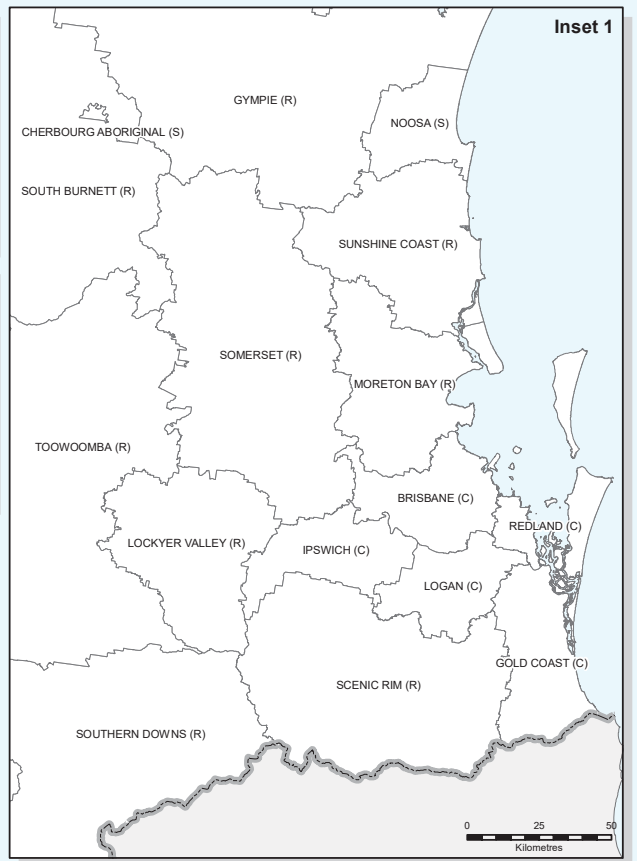 Inset 1
GYMPIE (R)
NOOSA (S)
CHERBOURG ABORIGINAL (S)
SOUTH BURNETT (R)
SUNSHINE COAST (R)
SOMERSET (R)
MORETON BAY (R)
TOOWOOMBA (R)
BRISBANE (C)
REDLAND (C)
LOCKYER VALLEY (R)
IPSWICH (C)
LOGAN (C)
GOLD COAST (C)
SCENIC RIM (R)
SOUTHERN DOWNS (R)
0 25 50
Kilometres